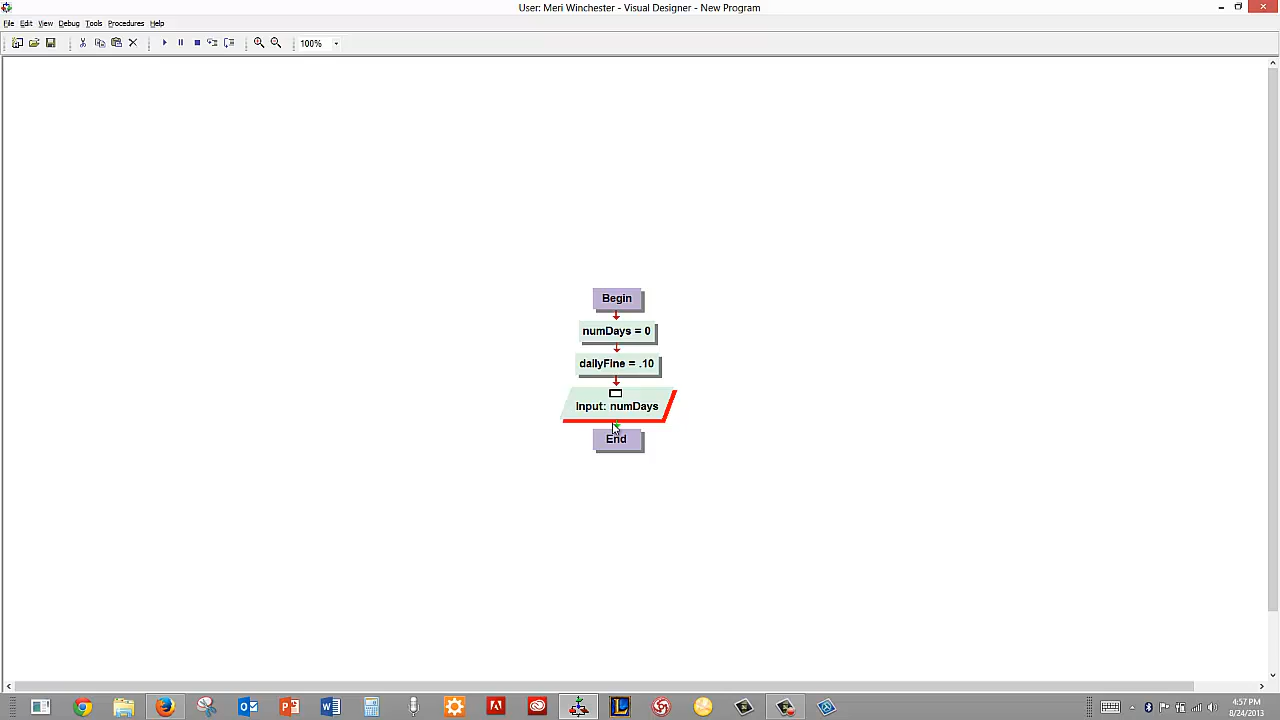 User: Meri Winchester - Visual Designer - New Program
File Edit View Debug Tools Procedures Help
100%
Begin
numDays = 0
dailyFine = .10
Input: numDays
End
4:57 PM
8/24/2013